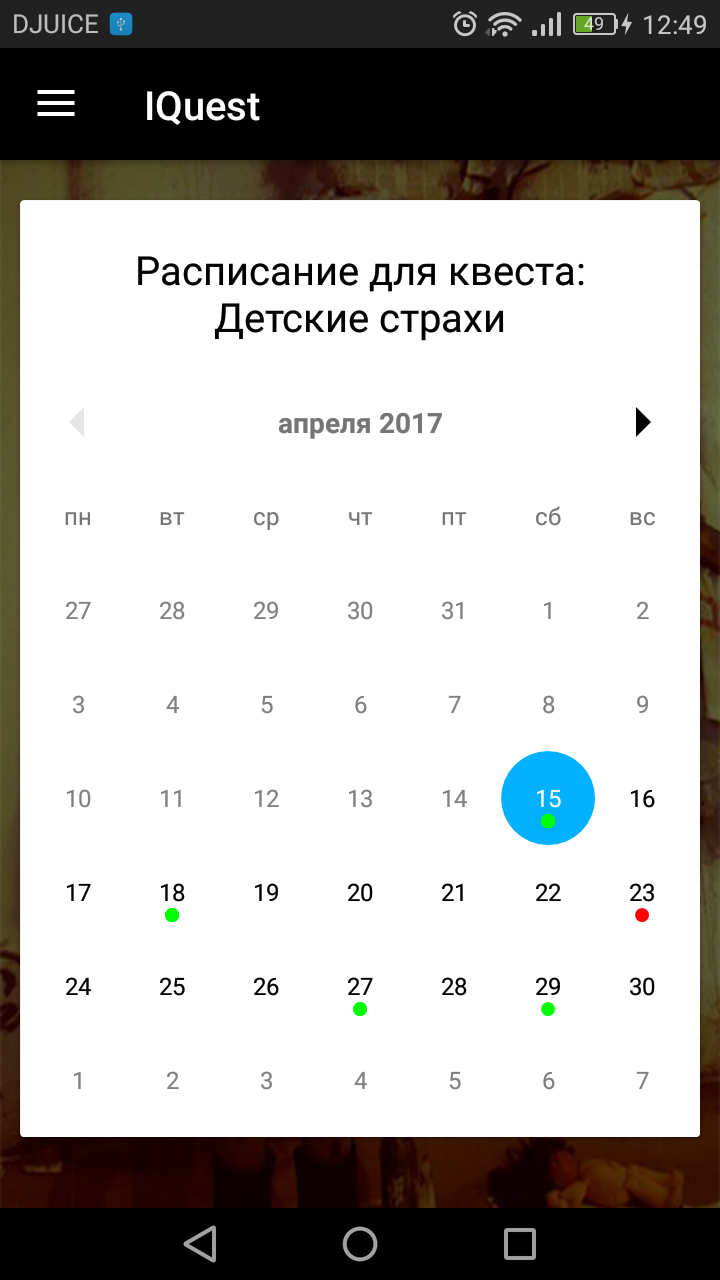 DJUICE 49 12:49
IQuest
Расписание для квеста:
Детские страхи
апреля 2017
пн вт ср чт пт сб вс
27 28 29 30 31 1 2
3 4 5 6 7 8 9
10 11 12 13 14 15 16
17 18 19 20 21 22 23
24 25 26 27 28 29 30
1 2 3 4 5 6 7